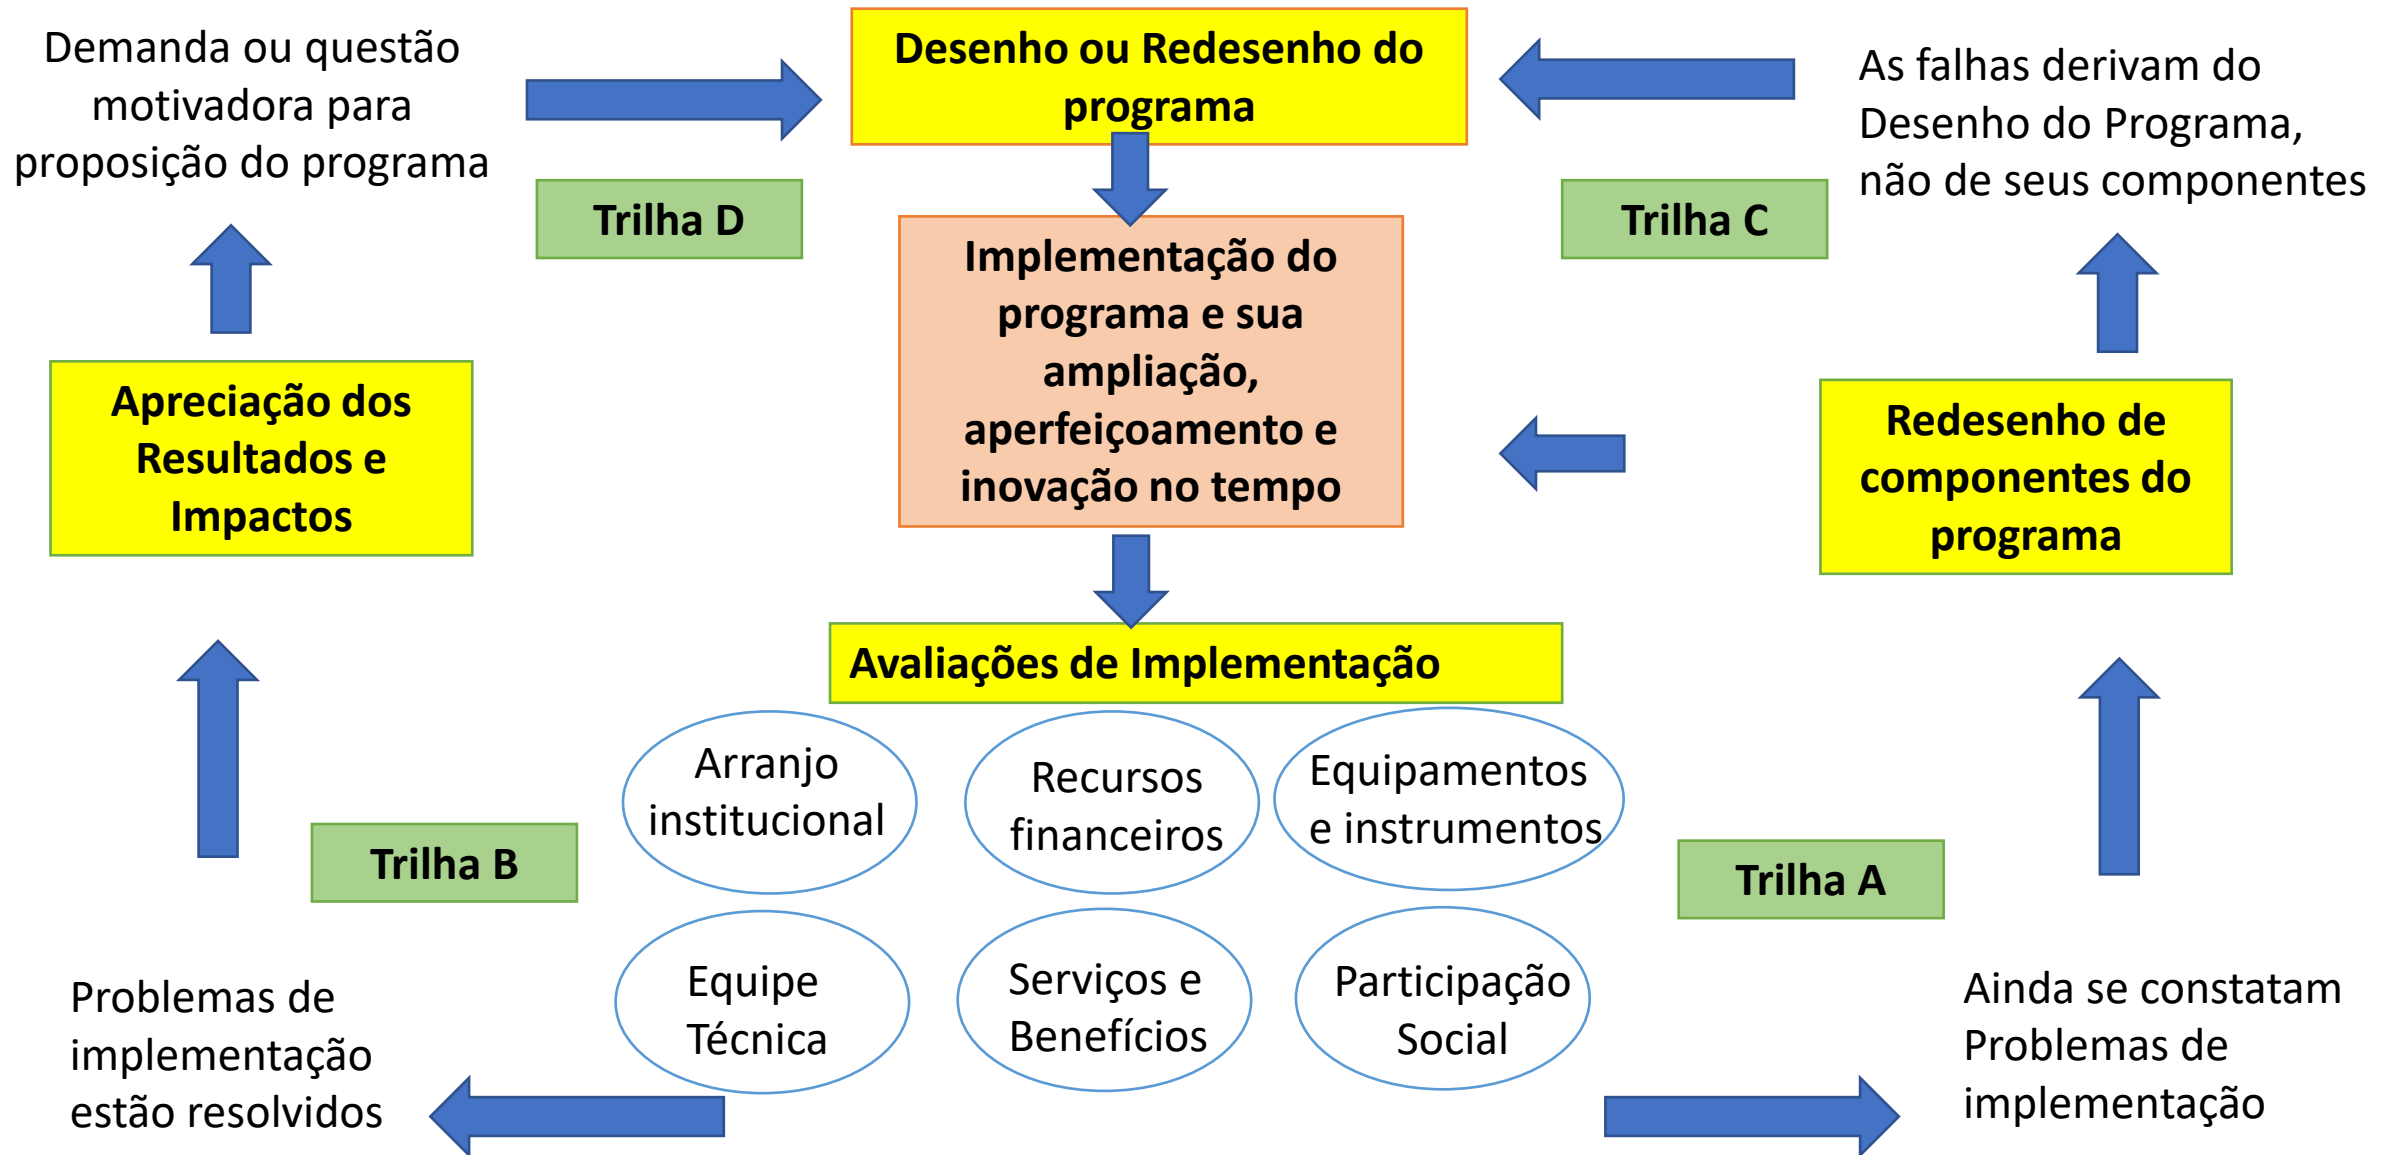 Demanda ou questão
motivadora para
proposição do programa
Desenho ou Redesenho do
programa
As falhas derivam do
Desenho do Programa,
não de seus componentes
Trilha D
Trilha C
Implementação do
programa e sua
ampliação,
aperfeiçoamento e
inovação no tempo
Apreciação dos
Resultados e
Impactos
Redesenho de
componentes do
programa
Avaliações de Implementação
Arranjo
institucional
Recursos
financeiros
Equipamentos
e instrumentos
Trilha B
Trilha A
Equipe
Técnica
Serviços e
Benefícios
Participação
Social
Problemas de
implementação
estão resolvidos
Ainda se constatam
Problemas de
implementação